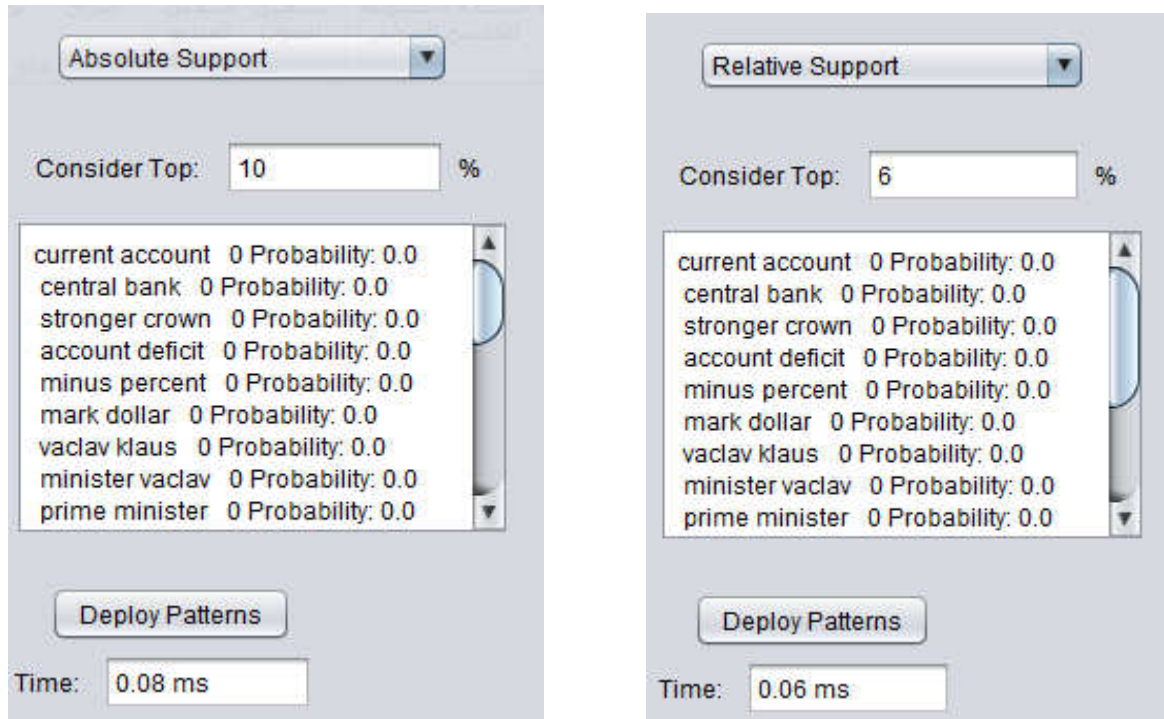 Absolute Support
Consider Top: 10 %
current account 0 Probability: 0.0
central bank 0 Probability: 0.0
stronger crown 0 Probability: 0.0
account deficit 0 Probability: 0.0
minus percent 0 Probability: 0.0
mark dollar 0 Probability: 0.0
vaclav klaus 0 Probability: 0.0
minister vaclav 0 Probability: 0.0
prime minister 0 Probability: 0.0
Deploy Patterns
Time: 0.08 ms
Relative Support
Consider Top: 6 %
current account 0 Probability: 0.0
central bank 0 Probability: 0.0
stronger crown 0 Probability: 0.0
account deficit 0 Probability: 0.0
minus percent 0 Probability: 0.0
mark dollar 0 Probability: 0.0
vaclav klaus 0 Probability: 0.0
minister vaclav 0 Probability: 0.0
prime minister 0 Probability: 0.0
Deploy Patterns
Time: 0.06 ms